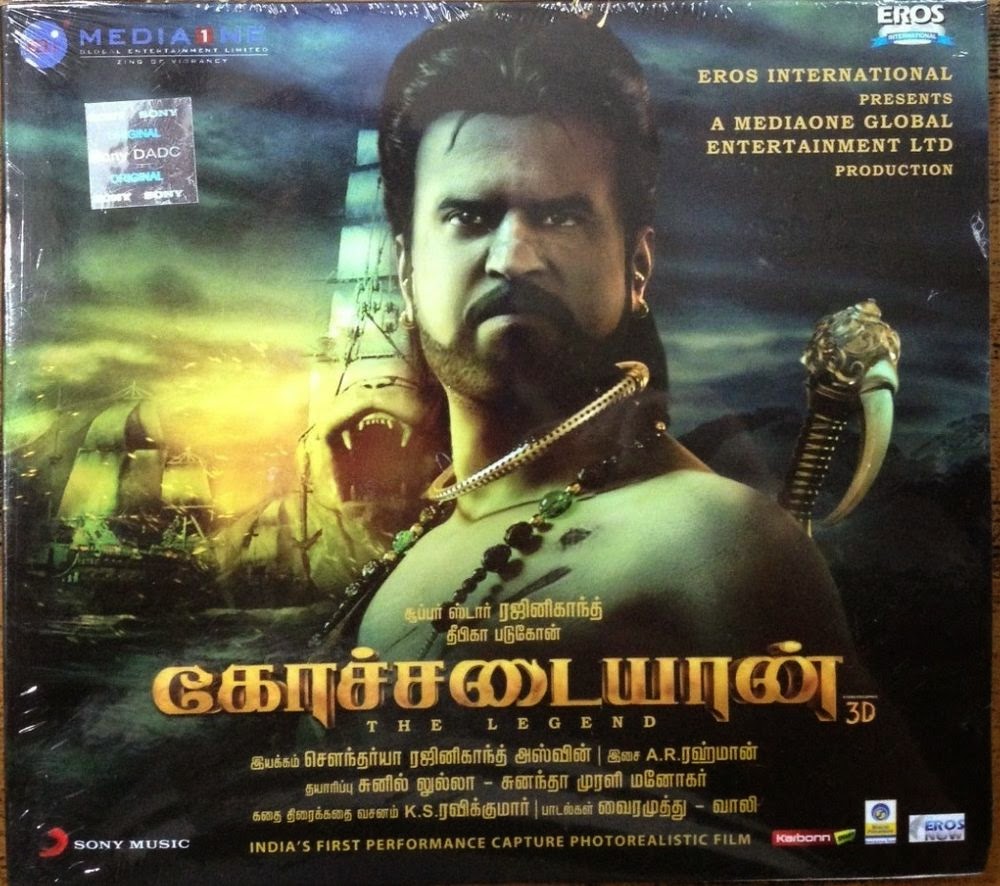 MEDIA1NE
GLOBAL ENTERTAINMENT LIMITED
ZING OF VIBRANCY
EROS
INTERNATIONAL
EROS INTERNATIONAL
PRESENTS
A MEDIAONE GLOBAL
ENTERTAINMENT LTD
PRODUCTION
SONY
ORIGINAL
Sony DADC
ORIGINAL
SONY SONY
சூப்பர் ஸ்டார் ரஜினிகாந்த்
தீபிகா படுகோன்
கோச்சடையான்
THE LEGEND
3D
இயக்கம் சௌந்தர்யா ரஜினிகாந்த் அஸ்வின் | இசை A.R.ரஹ்மான்
தயாரிப்பு சுனில் லுல்லா – சுனந்தா முரளி மனோகர்
கதை திரைக்கதை வசனம் K.S.ரவிக்குமார் | பாடல்கள் வைரமுத்து – வாலி
SONY MUSIC
INDIA'S FIRST PERFORMANCE CAPTURE PHOTOREALISTIC FILM
Karbonn
EROS
NOW